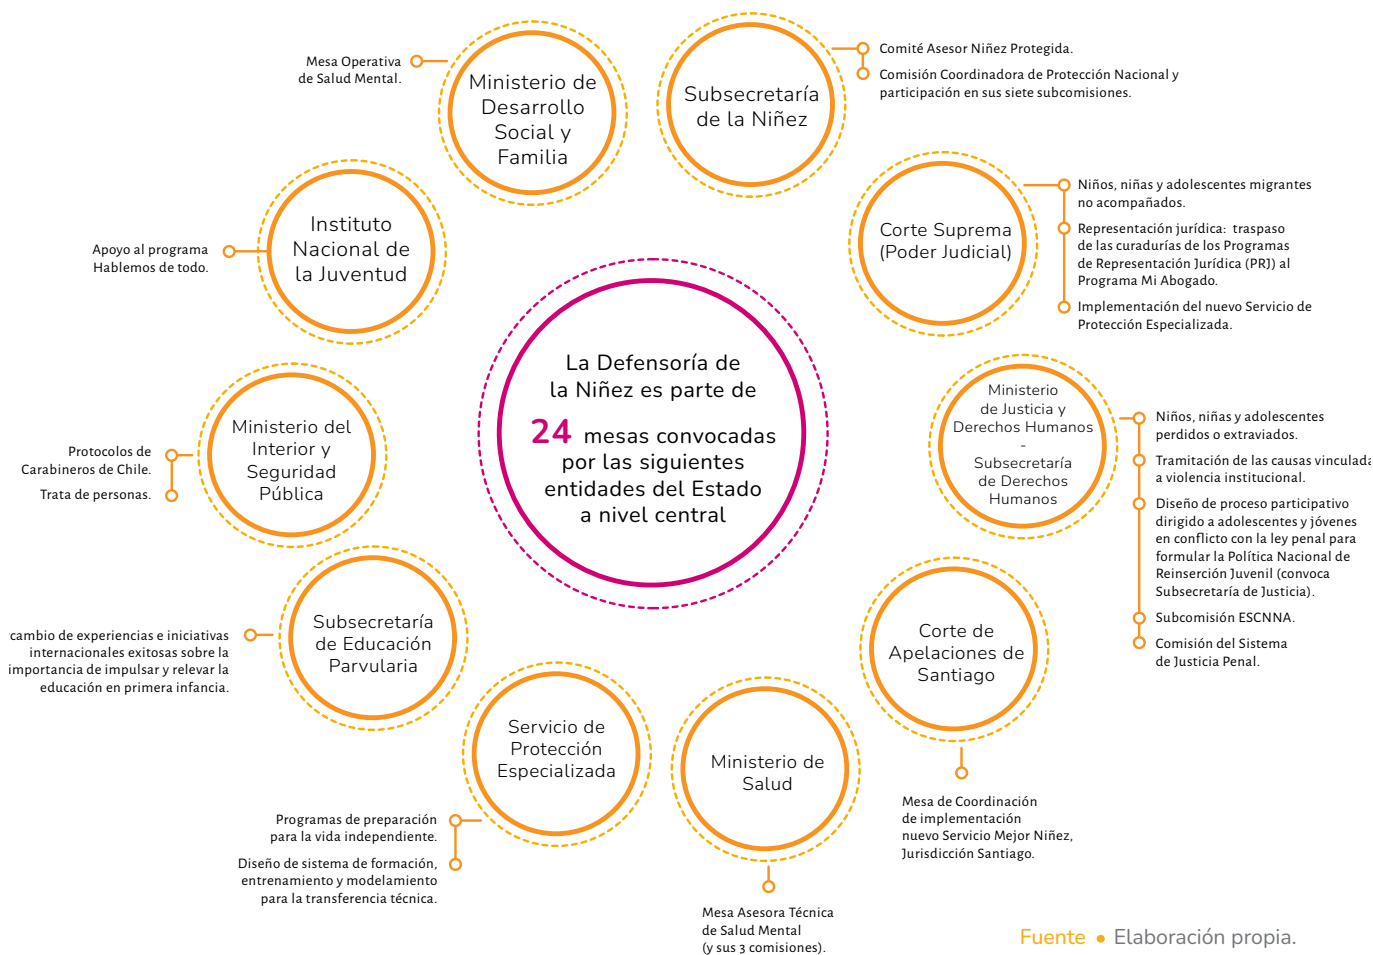 Mesa Operativa
de Salud Mental.
Ministerio de
Desarrollo
Social y
Familia
Subsecretaría
de la Niñez
Comité Asesor Niñez Protegida.
Comisión Coordinadora de Protección Nacional y
participación en sus siete subcomisiones.
Corte Suprema
(Poder Judicial)
Niños, niñas y adolescentes migrantes
no acompañados.
Representación jurídica: traspaso
de las curadurías de los Programas
de Representación Jurídica (PRJ) al
Programa Mi Abogado.
Implementación del nuevo Servicio de
Protección Especializada.
Apoyo al programa
Hablemos de todo.
Instituto
Nacional de
la Juventud
La Defensoría de
la Niñez es parte de
24 mesas convocadas
por las siguientes
entidades del Estado
a nivel central
Ministerio
de Justicia y
Derechos Humanos
-
Subsecretaría
de Derechos
Humanos
Niños, niñas y adolescentes
perdidos o extraviados.
Tramitación de las causas
a violencia institucional.
Diseño de proceso participativo
dirigido a adolescentes y jóvenes
en conflicto con la ley penal para
formular la Política Nacional de
Reinserción Juvenil (convoca
Subsecretaría de Justicia).
Subcomisión ESCNNA.
Comisión del Sistema
de Justicia Penal.
Protocolos de
Carabineros de Chile.
Trata de personas.
Ministerio del
Interior y
Seguridad
Pública
cambio de experiencias e iniciativas
internacionales exitosas sobre la
importancia de impulsar y relevar la
educación en primera infancia.
Subsecretaría
de Educación
Parvularia
Corte de
Apelaciones de
Santiago
Mesa de Coordinación
de implementación
nuevo Servicio Mejor Niñez,
Jurisdicción Santiago.
Servicio de
Protección
Especializada
Programas de preparación
para la vida independiente.
Diseño de sistema de formación,
entrenamiento y modelamiento
para la transferencia técnica.
Ministerio de
Salud
Mesa Asesora Técnica
de Salud Mental
(y sus 3 comisiones).
Fuente • Elaboración propia.